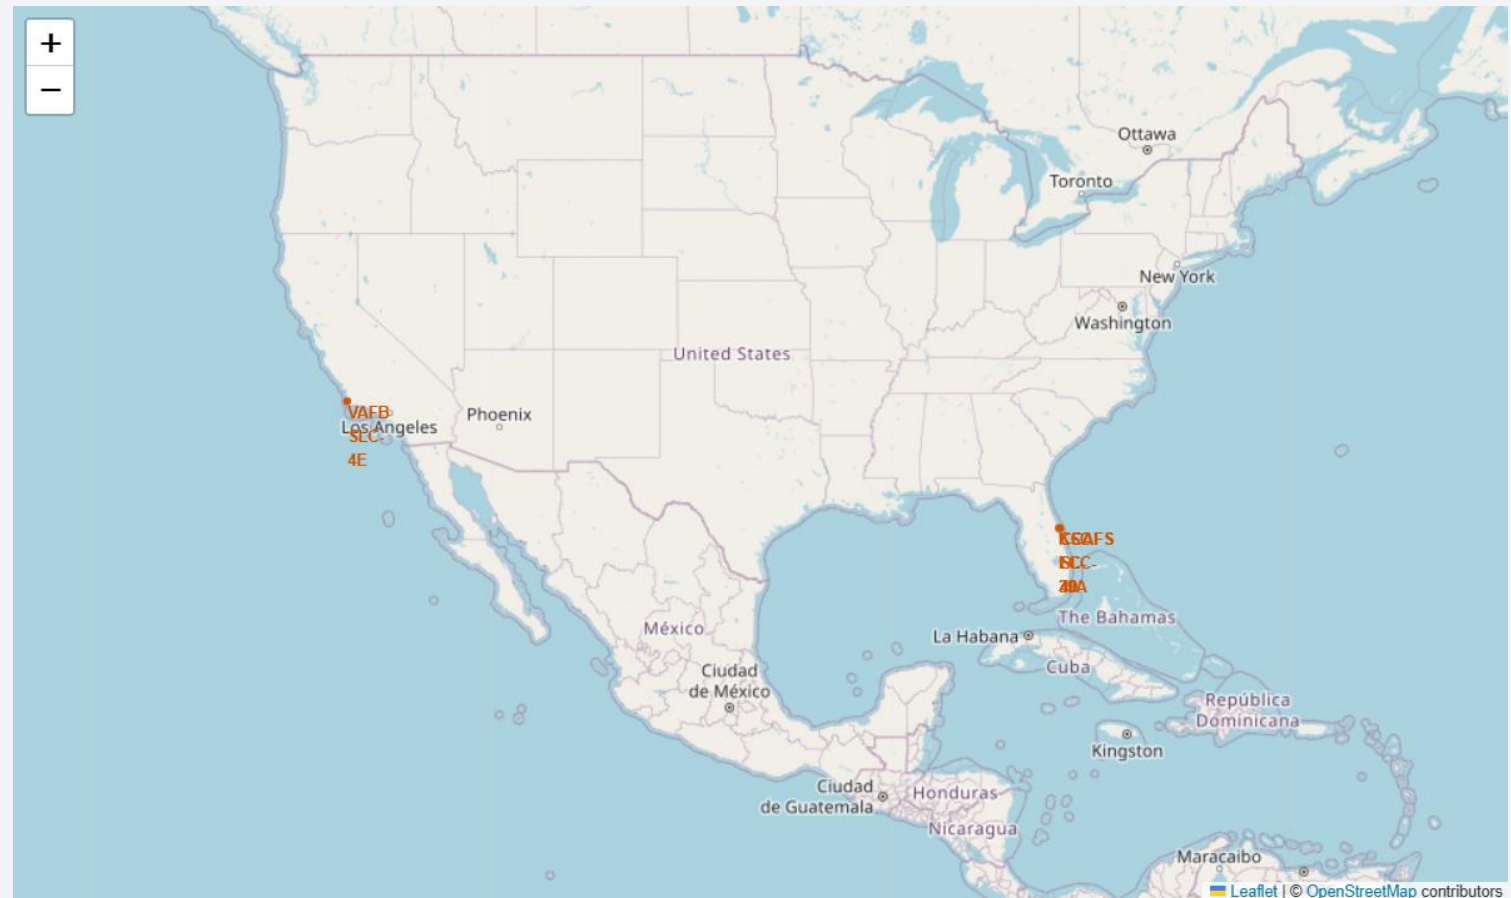 +
−
Ottawa
Toronto
New York
Washington
United States
VAFB
Los Angeles
SLC-
4E
Phoenix
The Bahamas
La Habana
México
Cuba
Ciudad
de México
República
Dominicana
Kingston
Ciudad
de Guatemala
Honduras
Nicaragua
Maracaibo
Leaflet | © OpenStreetMap contributors